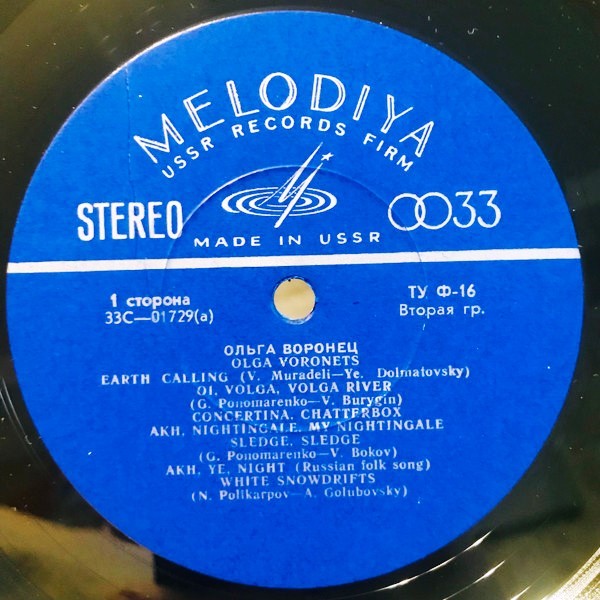 MELODIYA
USSR RECORDS FIRM
STEREO 33
MADE IN USSR
1 сторона
33С—01729(а)
ТУ Ф-16
Вторая гр.
ОЛЬГА ВОРОНЕЦ
OLGA VORONETS
EARTH CALLING (V. Muradeli—Ye. Dolmatovsky)
OI, VOLGA, VOLGA RIVER
(G. Ponomarenko—V. Burygin)
CONCERTINA, CHATTERBOX
AKH, NIGHTINGALE, MY NIGHTINGALE
SLEDGE, SLEDGE
(G. Ponomarenko—V. Bokov)
AKH, YE, NIGHT (Russian folk song)
WHITE SNOWDRIFTS
(N. Polikarpov—A. Golubovsky)